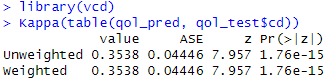 > library(vcd)
> Kappa(table(qol_pred, qol_test$cd))
            value     ASE     z Pr(>|z|)
Unweighted 0.3538 0.04446 7.957 1.76e-15
Weighted   0.3538 0.04446 7.957 1.76e-15